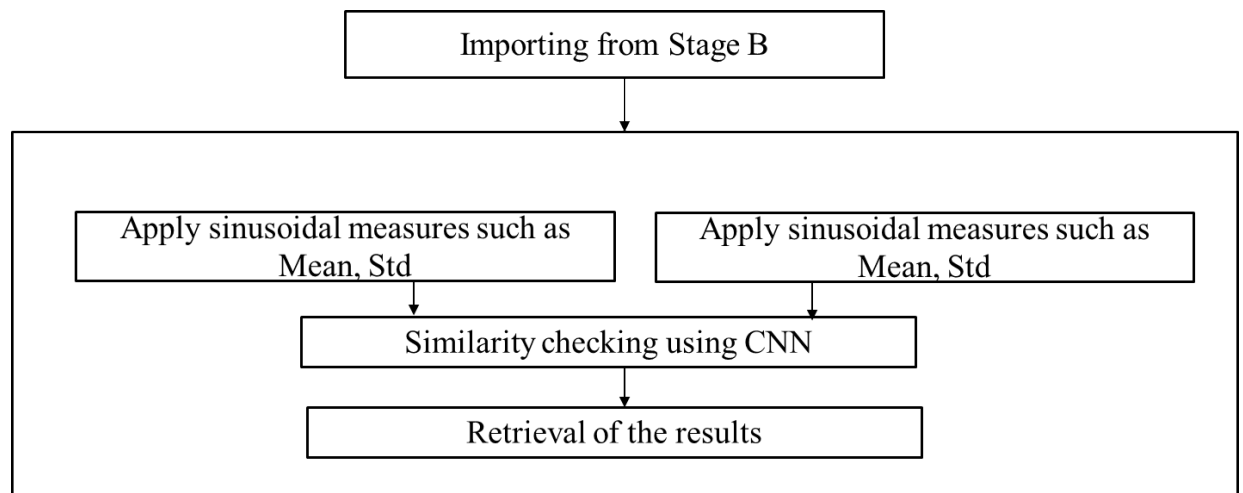 Importing from Stage B
Apply sinusoidal measures such as
Mean, Std
Apply sinusoidal measures such as
Mean, Std
Similarity checking using CNN
Retrieval of the results